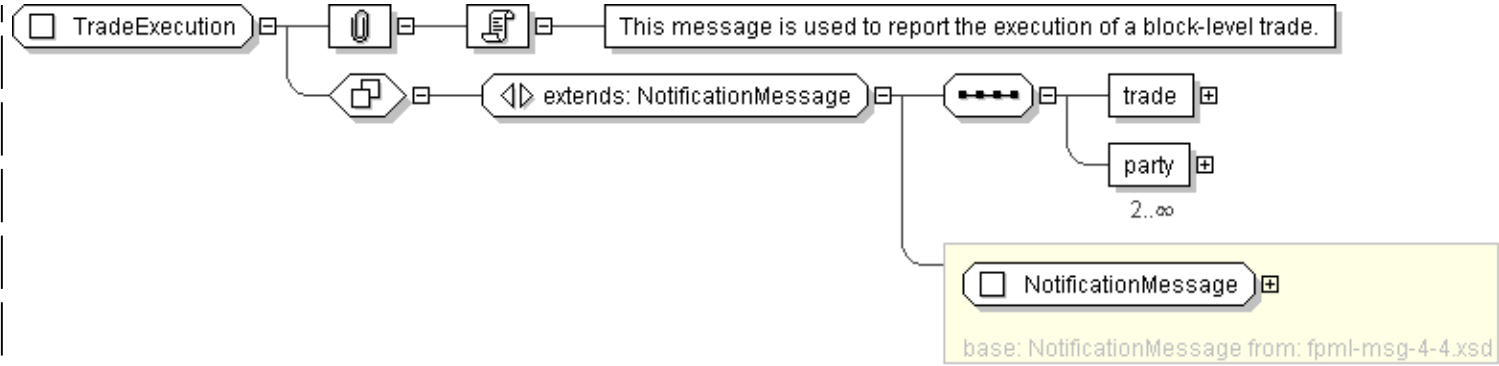 TradeExecution
This message is used to report the execution of a block-level trade.
extends: NotificationMessage
trade
party
2..∞
NotificationMessage
base: NotificationMessage from: fpml-msg-4-4.xsd